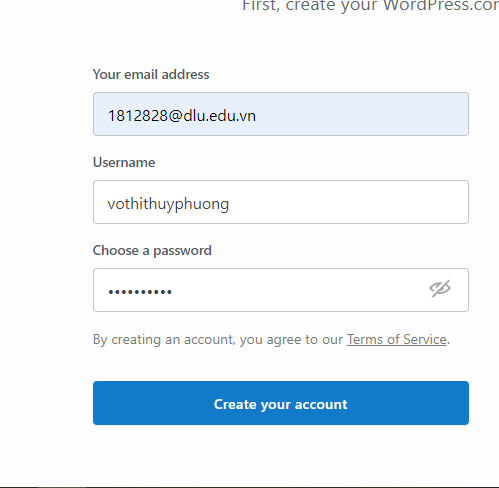 First, create your WordPress.com
Your email address
1812828@dlu.edu.vn
Username
vothithuyphuong
Choose a password
••••••••••
By creating an account, you agree to our Terms of Service.
Create your account